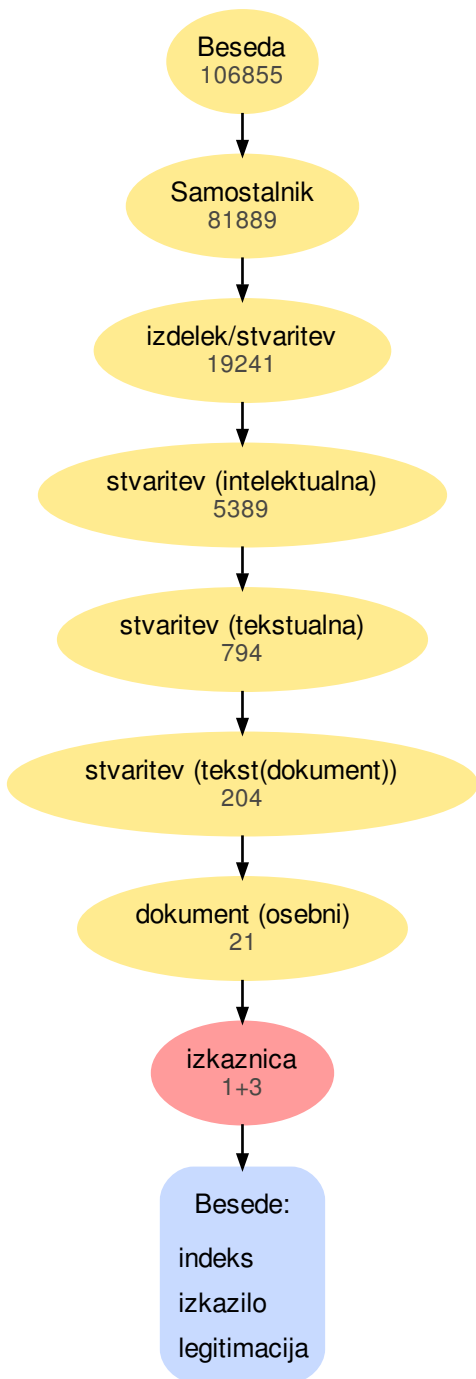 Beseda
106855
Samostalnik
81889
izdelek/stvaritev
19241
stvaritev (intelektualna)
5389
stvaritev (tekstualna)
794
stvaritev (tekst(dokument))
204
dokument (osebni)
21
izkaznica
1+3
Besede:
indeks
izkazilo
legitimacija